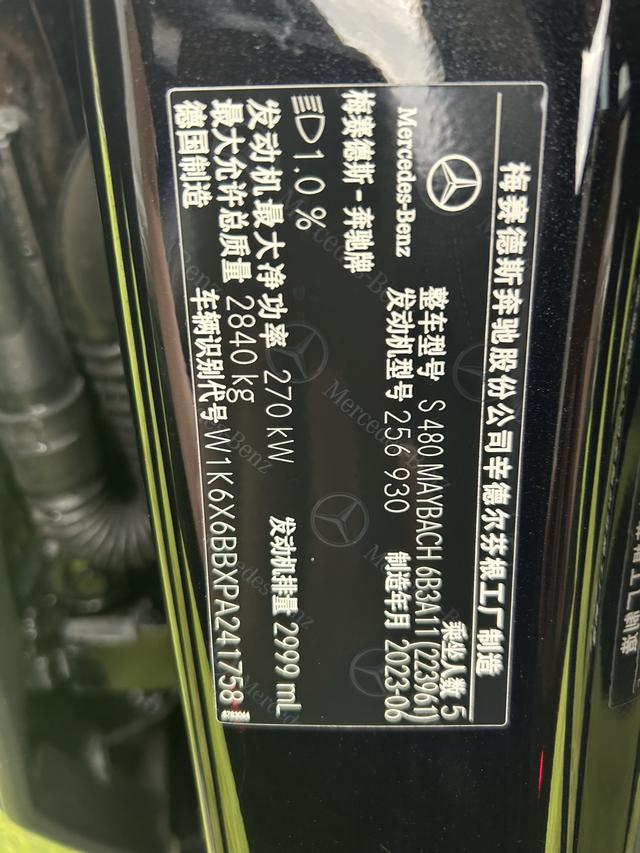 梅赛德斯奔驰股份公司辛德尔芬根工厂制造
Mercedes-Benz
整车型号 S 480 MAYBACH 6B3A11 (223961)
乘坐人数 5
梅赛德斯-奔驰牌
发动机型号 256 930
制造年月 2023-06
1.0 %
发动机最大净功率 270 kW
发动机排量 2999 mL
最大允许总质量 2840 kg
德国制造
车辆识别代号 W1K6X6BBXPA241758